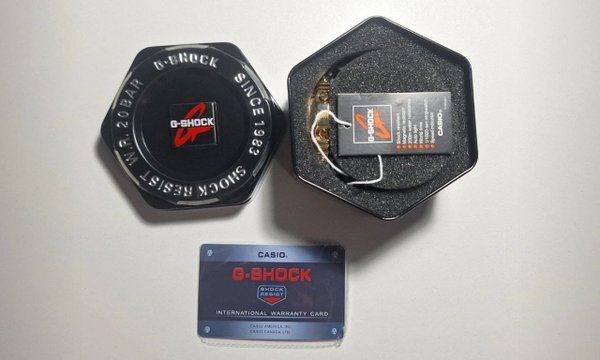 G-SHOCK
SINCE 1983
SHOCK RESIST
W.R.20BAR
G-SHOCK
G-SHOCK
CASIO
CASIO
G-SHOCK
SHOCK
RESIST
INTERNATIONAL WARRANTY CARD
CASIO AMERICA, INC.
CASIO CANADA LTD.